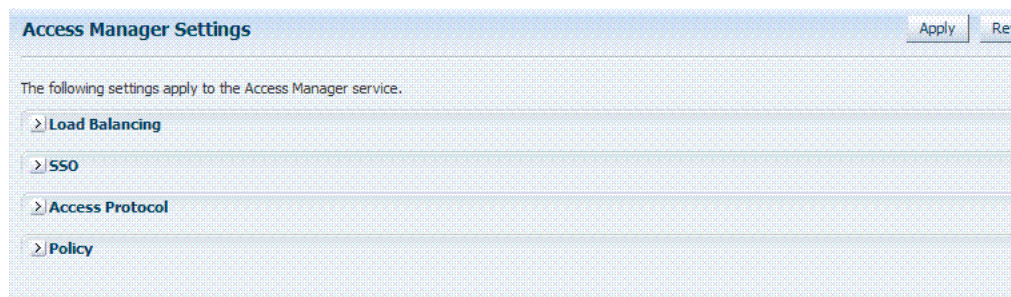 Access Manager Settings
Apply
The following settings apply to the Access Manager service.
Load Balancing
SSO
Access Protocol
Policy